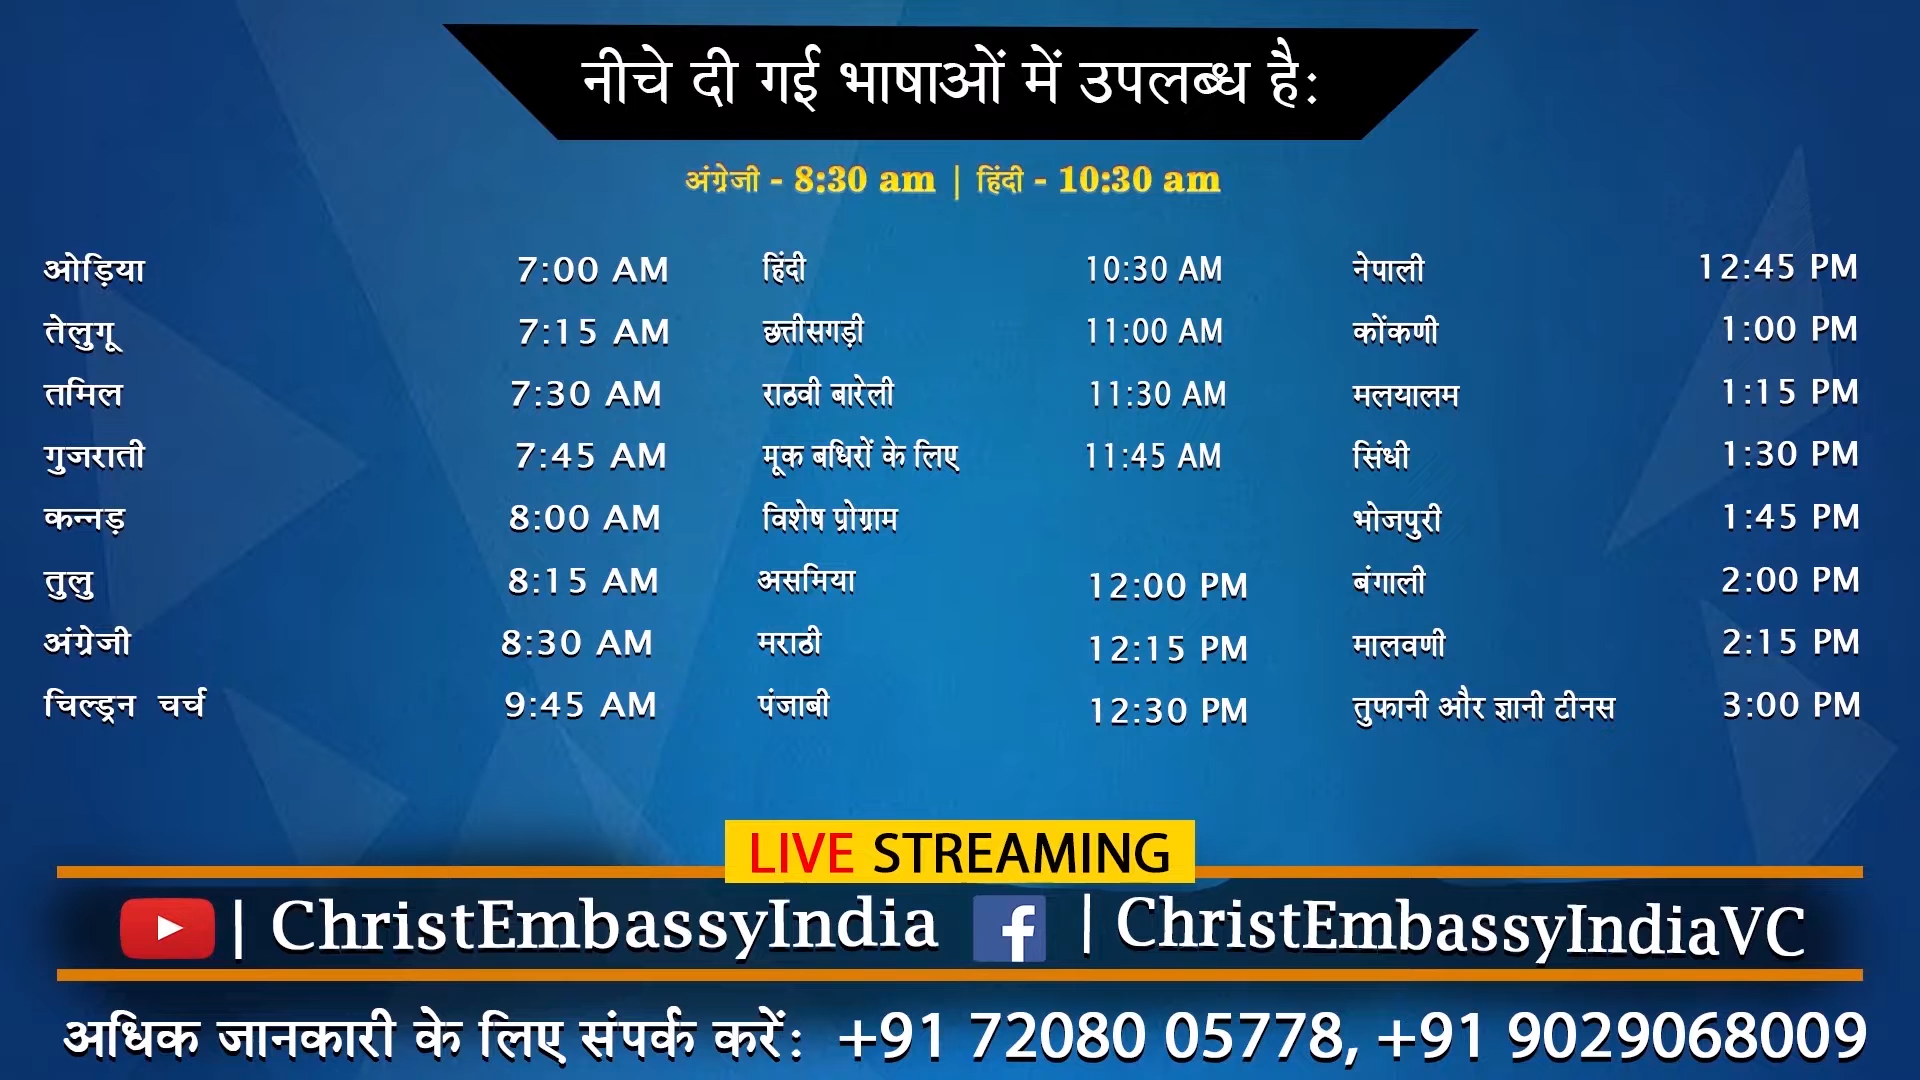 नीचे दी गई भाषाओं में उपलब्ध है:
अंग्रेजी - 8:30 am | हिंदी - 10:30 am
ओड़िया 7:00 AM
तेलुगू 7:15 AM
तमिल 7:30 AM
गुजराती 7:45 AM
कन्नड़ 8:00 AM
तुलु 8:15 AM
अंग्रेजी 8:30 AM
चिल्ड्रन चर्च 9:45 AM
हिंदी 10:30 AM
छत्तीसगड़ी 11:00 AM
राठवी बारेली 11:30 AM
मूक बधिरों के लिए 11:45 AM
विशेष प्रोग्राम
असमिया 12:00 PM
मराठी 12:15 PM
पंजाबी 12:30 PM
नेपाली 12:45 PM
कोंकणी 1:00 PM
मलयालम 1:15 PM
सिंधी 1:30 PM
भोजपुरी 1:45 PM
बंगाली 2:00 PM
मालवणी 2:15 PM
तुफानी और ज्ञानी टीनस 3:00 PM
LIVE STREAMING
| ChristEmbassyIndia f | ChristEmbassyIndiaVC
अधिक जानकारी के लिए संपर्क करें: +91 72080 05778, +91 9029068009